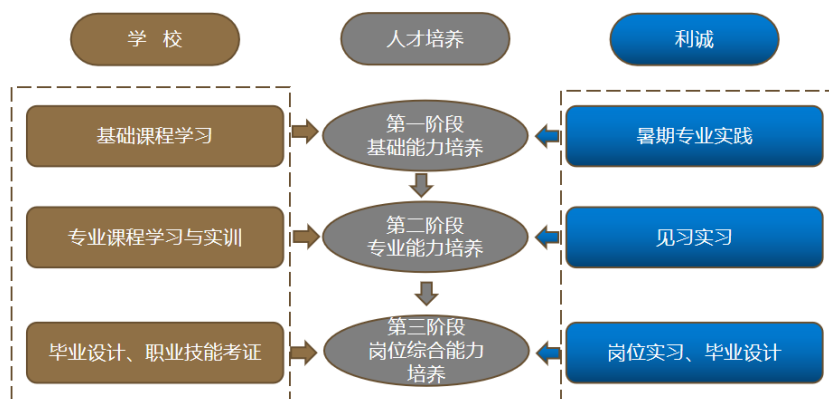 学 校
人才培养
利诚
基础课程学习
第一阶段
基础能力培养
暑期专业实践
专业课程学习与实训
第二阶段
专业能力培养
见习实习
毕业设计、职业技能考证
第三阶段
岗位综合能力
培养
岗位实习、毕业设计